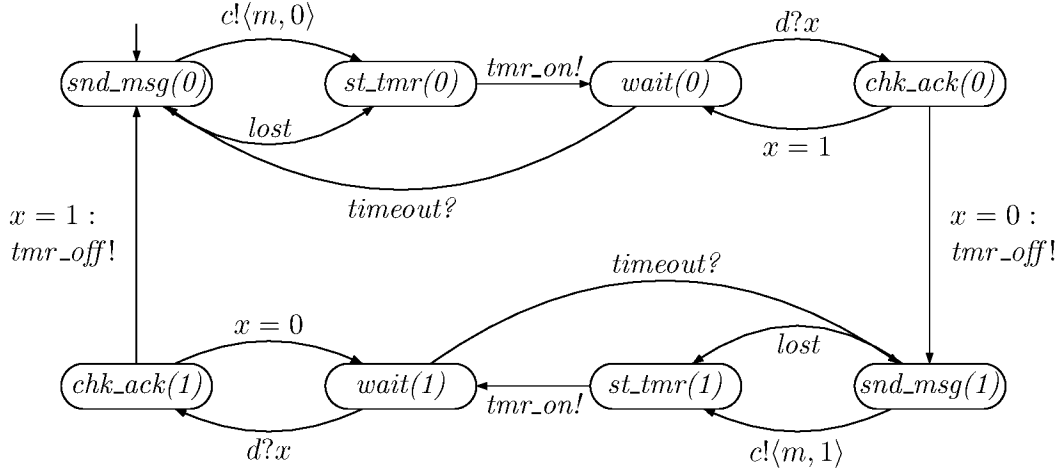 c!⟨m, 0⟩
d?x
snd_msg(0)
st_tmr(0)
tmr_on!
wait(0)
chk_ack(0)
lost
x = 1
timeout?
x = 1 :
tmr_off!
x = 0 :
tmr_off!
timeout?
x = 0
lost
chk_ack(1)
wait(1)
tmr_on!
st_tmr(1)
snd_msg(1)
d?x
c!⟨m, 1⟩